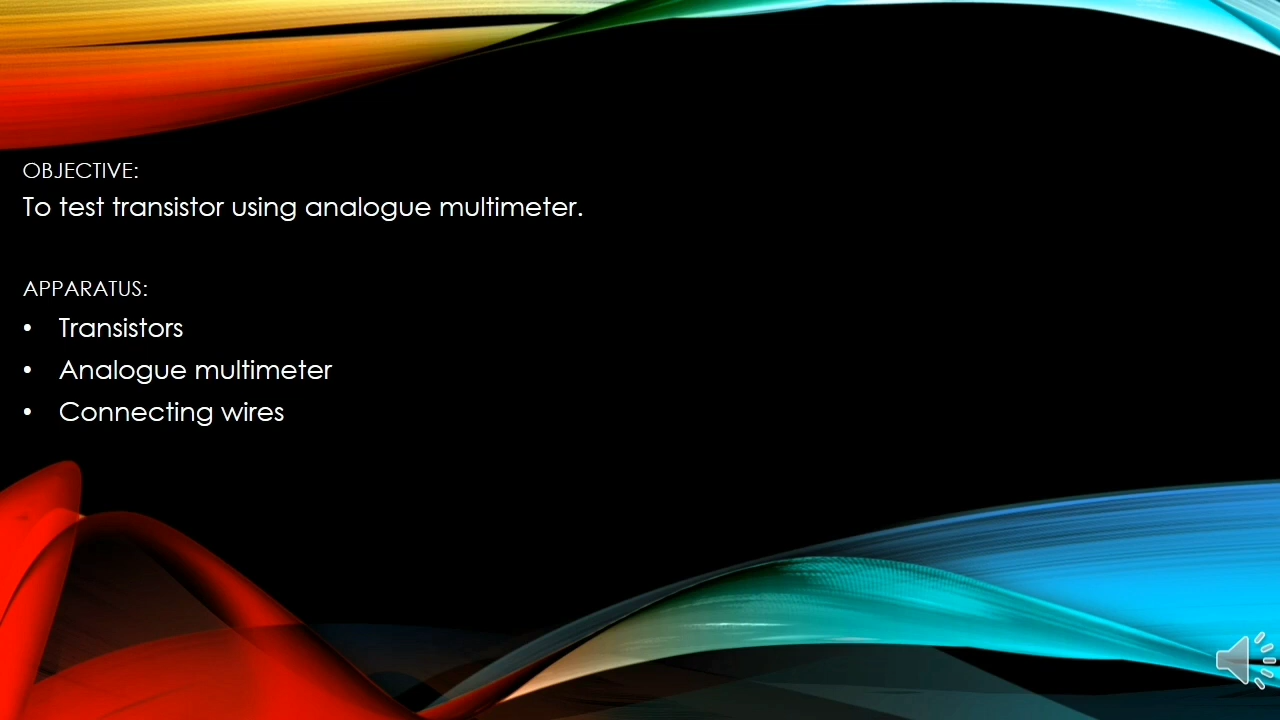 OBJECTIVE:
To test transistor using analogue multimeter.
APPARATUS:
• Transistors
• Analogue multimeter
• Connecting wires